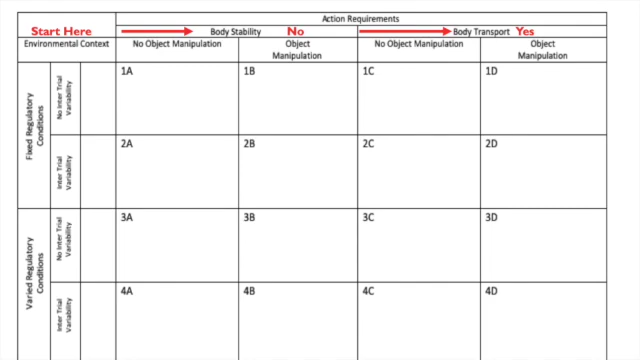 Action Requirements
Start Here Body Stability No Body Transport Yes
Environmental Context No Object Manipulation Object Manipulation No Object Manipulation Object Manipulation
Fixed Regulatory Conditions
No Inter Trial Variability
1A 1B 1C 1D
Inter Trial Variability
2A 2B 2C 2D
Varied Regulatory Conditions
No Inter Trial Variability
3A 3B 3C 3D
Inter Trial Variability
4A 4B 4C 4D